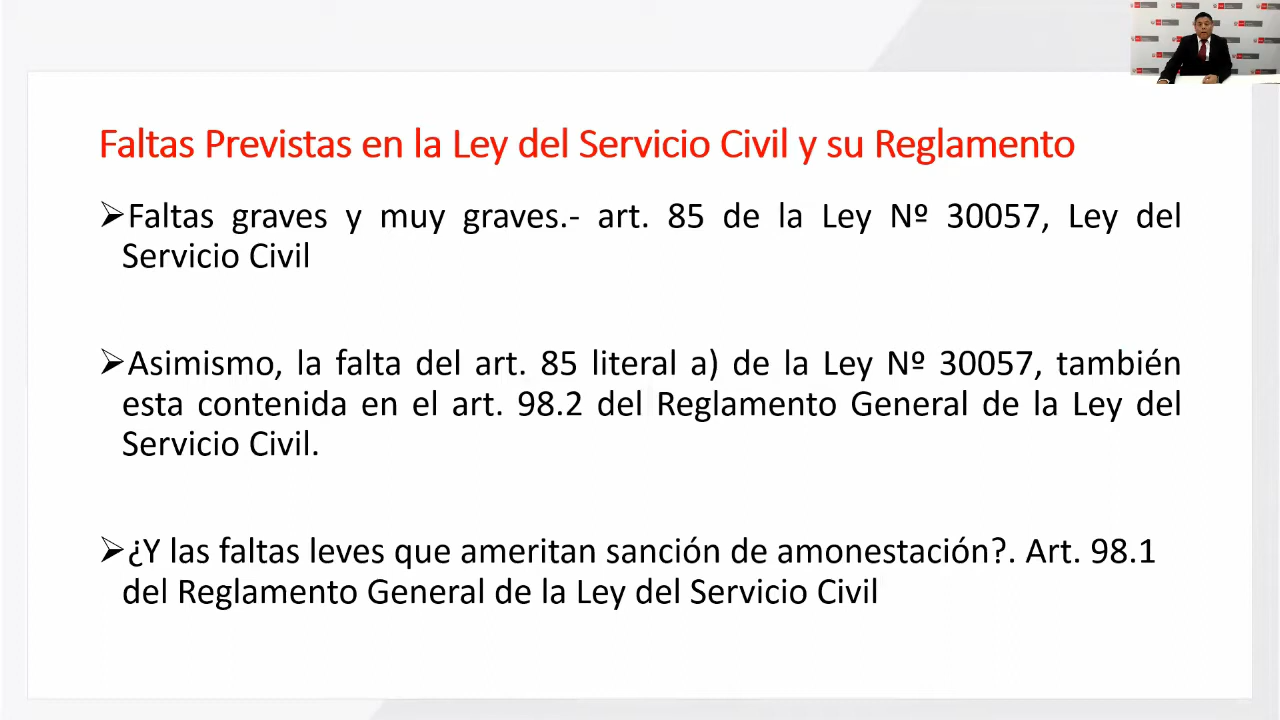 Faltas Previstas en la Ley del Servicio Civil y su Reglamento
➢Faltas graves y muy graves.- art. 85 de la Ley Nº 30057, Ley del
Servicio Civil
➢Asimismo, la falta del art. 85 literal a) de la Ley Nº 30057, también
esta contenida en el art. 98.2 del Reglamento General de la Ley del
Servicio Civil.
➢¿Y las faltas leves que ameritan sanción de amonestación?. Art. 98.1
del Reglamento General de la Ley del Servicio Civil